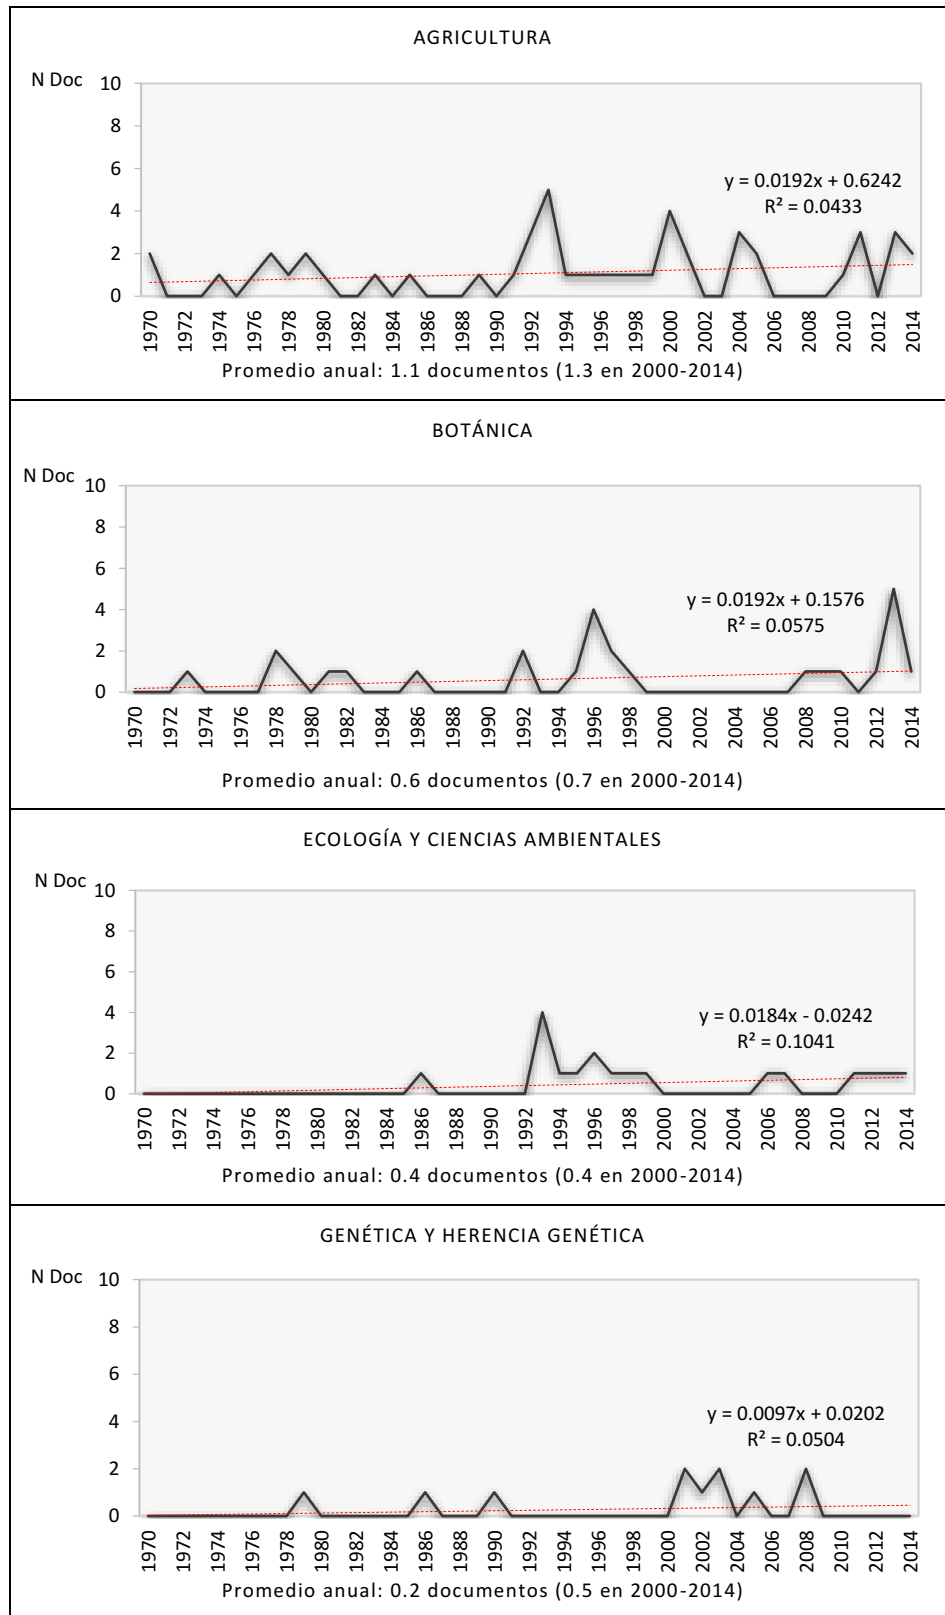 AGRICULTURA
N Doc
10
8
6
4
2
0
y = 0.0192x + 0.6242
R² = 0.0433
1970 1972 1974 1976 1978 1980 1982 1984 1986 1988 1990 1992 1994 1996 1998 2000 2002 2004 2006 2008 2010 2012 2014
Promedio anual: 1.1 documentos (1.3 en 2000-2014)
BOTÁNICA
N Doc
10
8
6
4
2
0
y = 0.0192x + 0.1576
R² = 0.0575
1970 1972 1974 1976 1978 1980 1982 1984 1986 1988 1990 1992 1994 1996 1998 2000 2002 2004 2006 2008 2010 2012 2014
Promedio anual: 0.6 documentos (0.7 en 2000-2014)
ECOLOGÍA Y CIENCIAS AMBIENTALES
N Doc
10
8
6
4
2
0
y = 0.0184x - 0.0242
R² = 0.1041
1970 1972 1974 1976 1978 1980 1982 1984 1986 1988 1990 1992 1994 1996 1998 2000 2002 2004 2006 2008 2010 2012 2014
Promedio anual: 0.4 documentos (0.4 en 2000-2014)
GENÉTICA Y HERENCIA GENÉTICA
N Doc
10
8
6
4
2
0
y = 0.0097x + 0.0202
R² = 0.0504
1970 1972 1974 1976 1978 1980 1982 1984 1986 1988 1990 1992 1994 1996 1998 2000 2002 2004 2006 2008 2010 2012 2014
Promedio anual: 0.2 documentos (0.5 en 2000-2014)